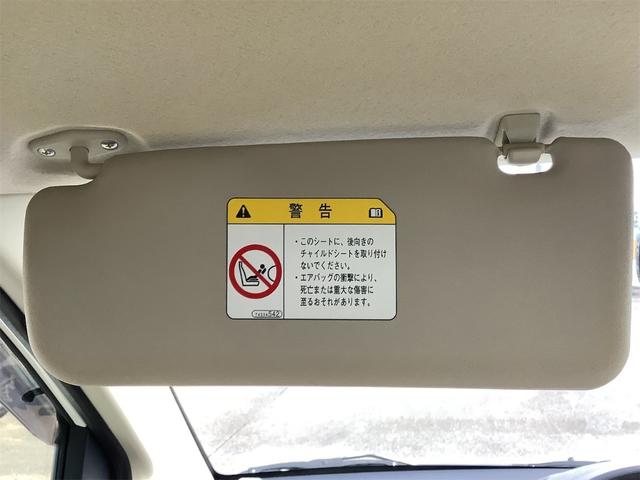 警告
・このシートに、後向きの
チャイルドシートを取り付け
ないでください。
・エアバッグの衝撃により、
死亡または重大な傷害に
至るおそれがあります。